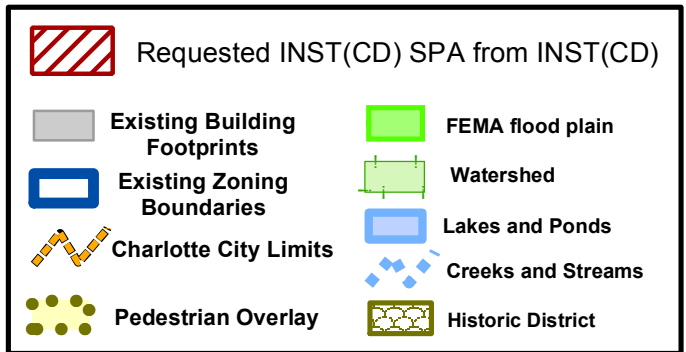 Requested INST(CD) SPA from INST(CD)
Existing Building
Footprints
Existing Zoning
Boundaries
Charlotte City Limits
Pedestrian Overlay
FEMA flood plain
Watershed
Lakes and Ponds
Creeks and Streams
Historic District